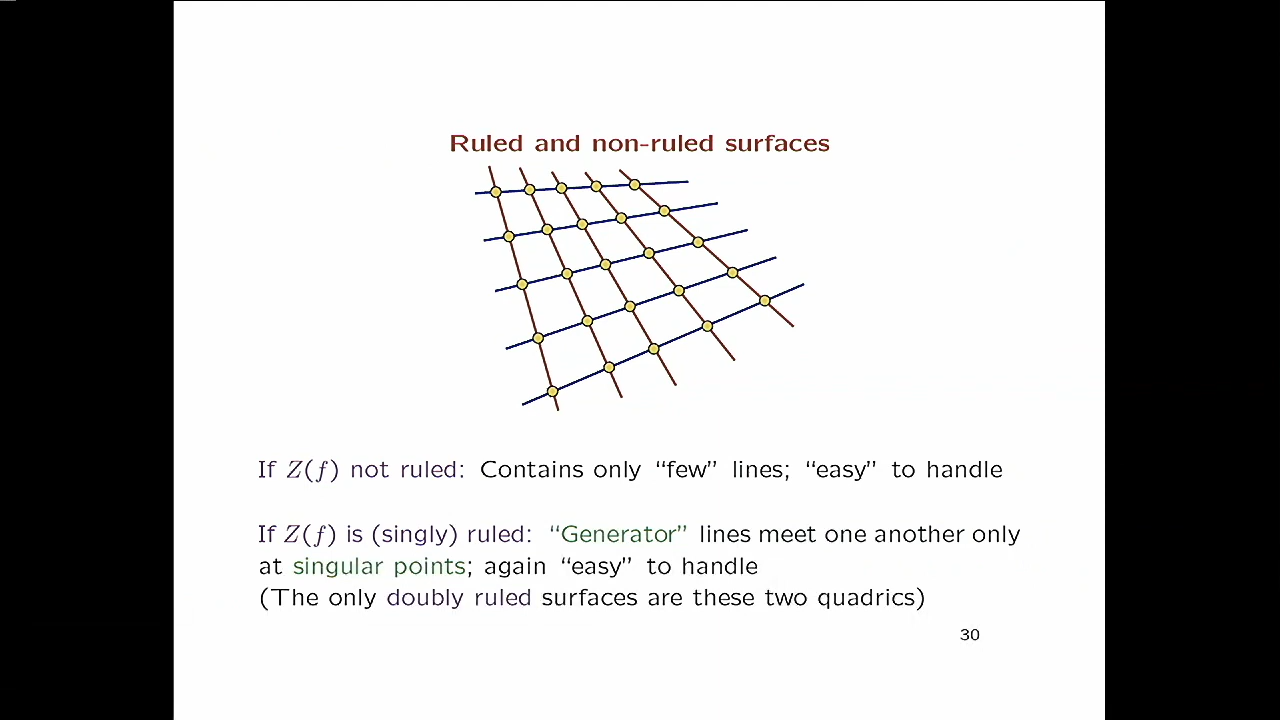 Ruled and non-ruled surfaces
If Z(f) not ruled: Contains only “few” lines; “easy” to handle
If Z(f) is (singly) ruled: “Generator” lines meet one another only
at singular points; again “easy” to handle
(The only doubly ruled surfaces are these two quadrics)
30